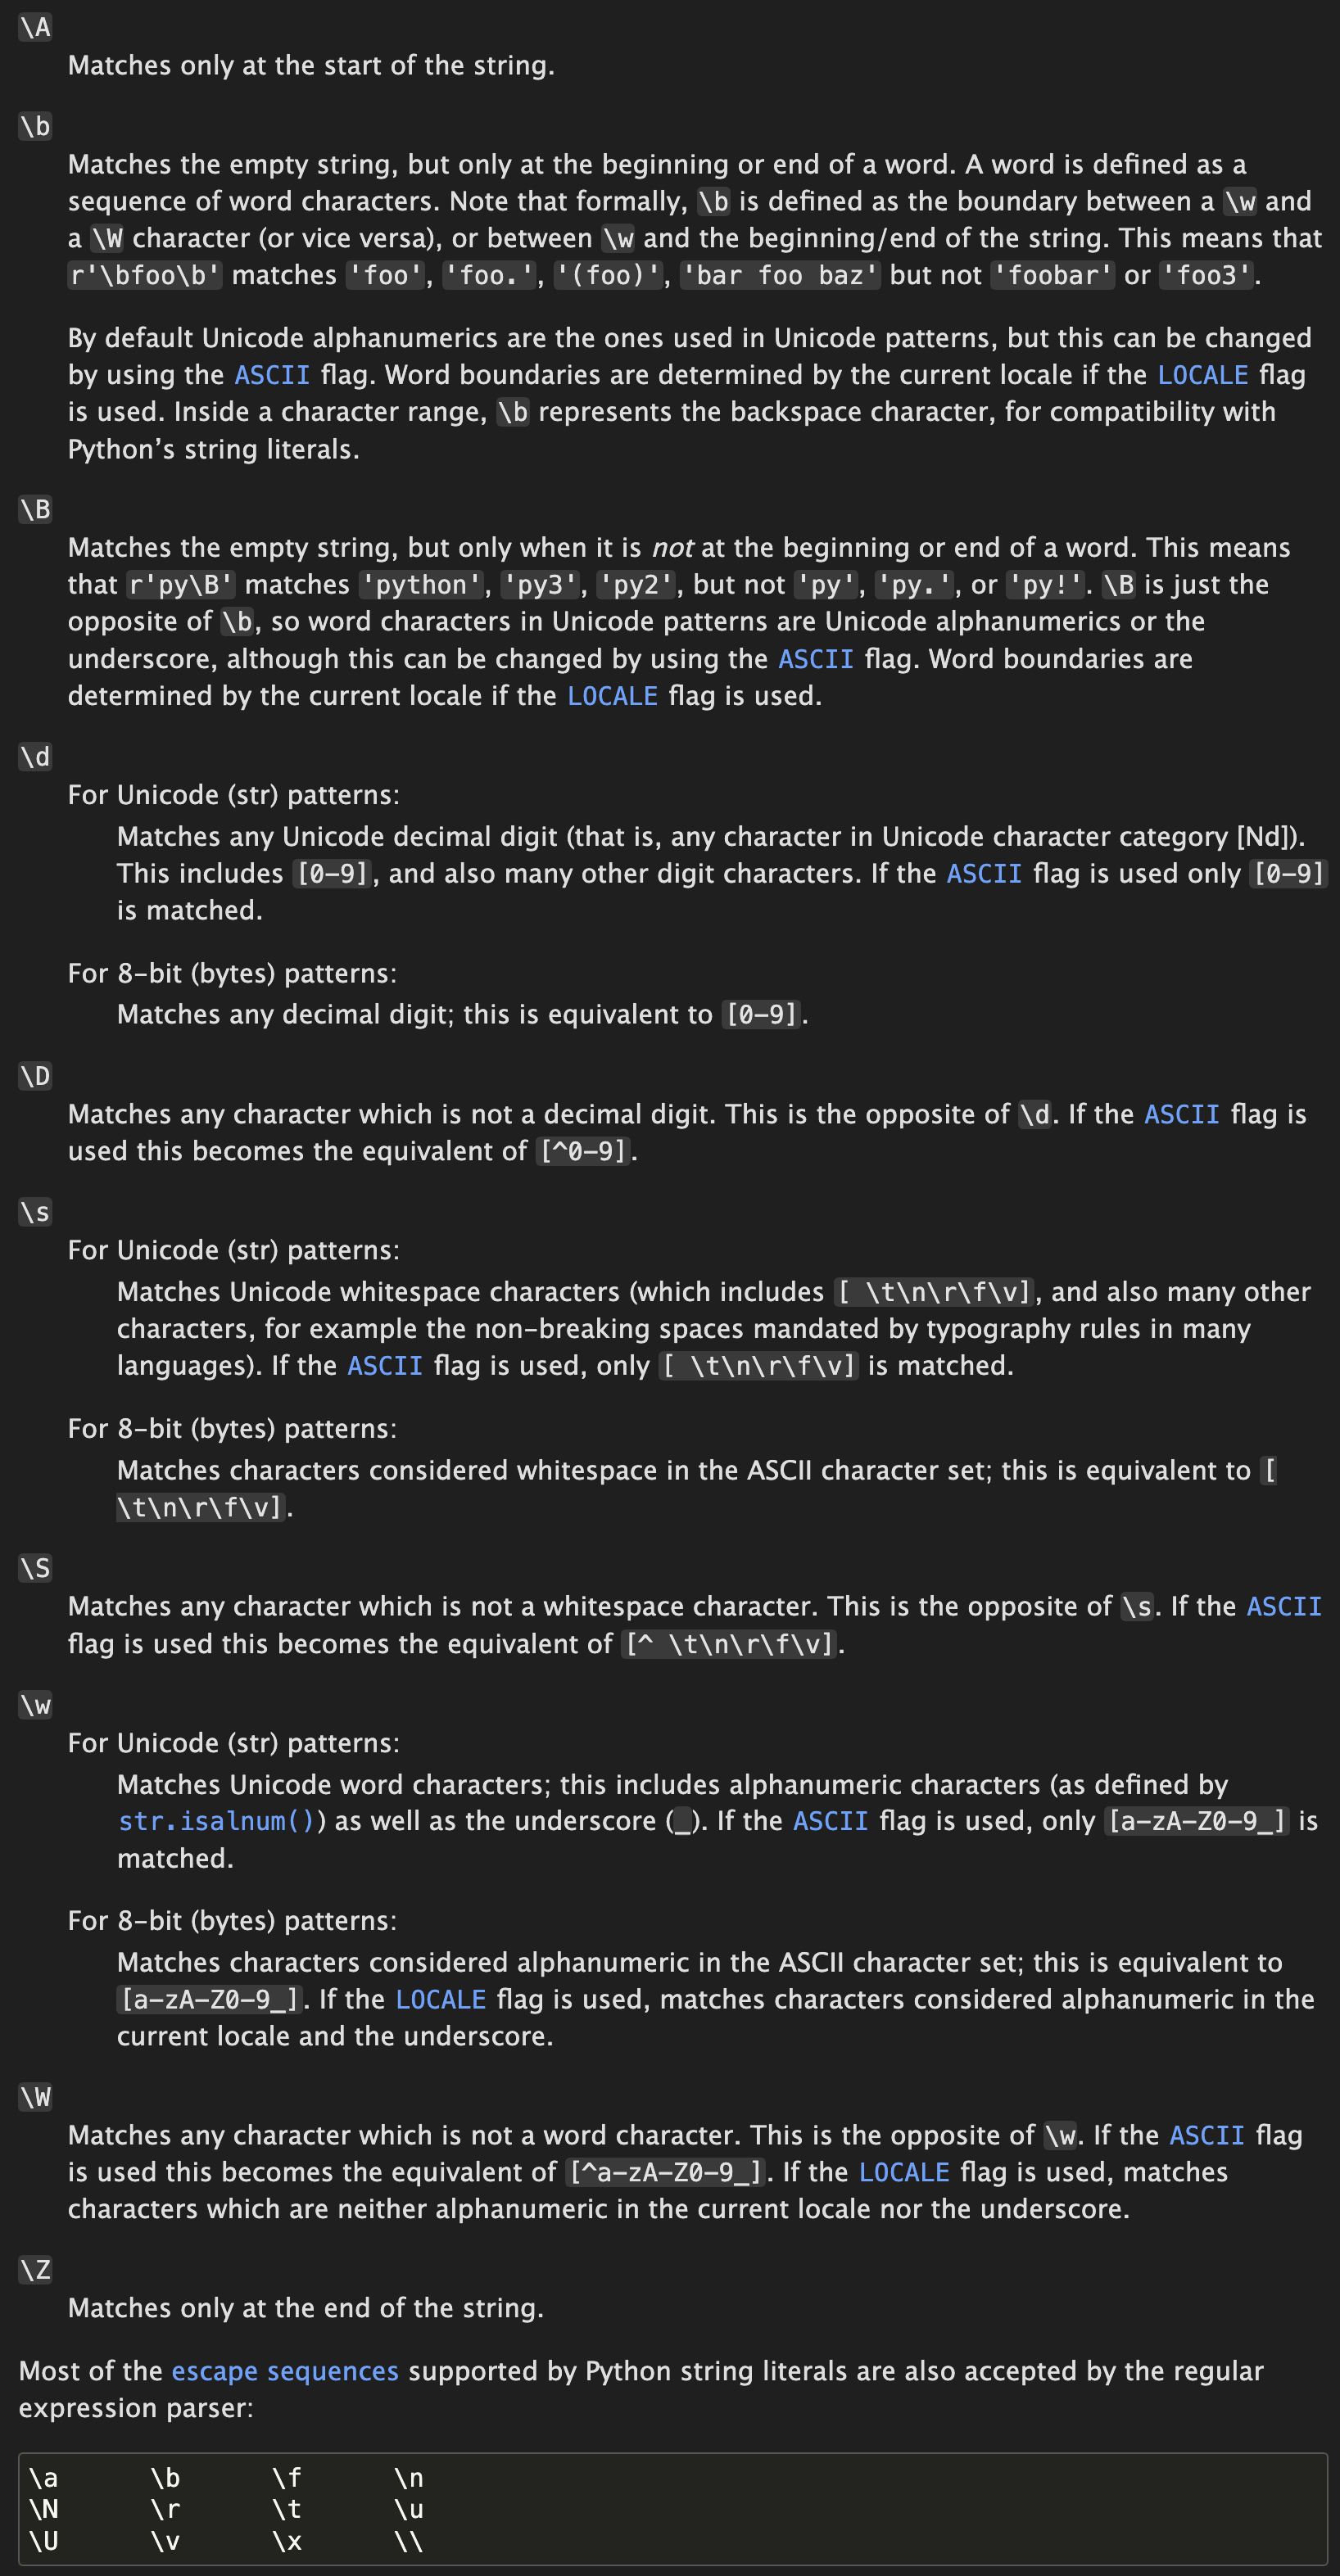 \A
Matches only at the start of the string.
\b
Matches the empty string, but only at the beginning or end of a word. A word is defined as a
sequence of word characters. Note that formally, \b is defined as the boundary between a \w and
a \W character (or vice versa), or between \w and the beginning/end of the string. This means that
r'\bfoo\b' matches 'foo', 'foo.', '(foo)', 'bar foo baz' but not 'foobar' or 'foo3'.
By default Unicode alphanumerics are the ones used in Unicode patterns, but this can be changed
by using the ASCII flag. Word boundaries are determined by the current locale if the LOCALE flag
is used. Inside a character range, \b represents the backspace character, for compatibility with
Python’s string literals.
\B
Matches the empty string, but only when it is not at the beginning or end of a word. This means
that r'py\B' matches 'python', 'py3', 'py2', but not 'py', 'py.', or 'py!'. \B is just the
opposite of \b, so word characters in Unicode patterns are Unicode alphanumerics or the
underscore, although this can be changed by using the ASCII flag. Word boundaries are
determined by the current locale if the LOCALE flag is used.
\d
For Unicode (str) patterns:
Matches any Unicode decimal digit (that is, any character in Unicode character category [Nd]).
This includes [0-9], and also many other digit characters. If the ASCII flag is used only [0-9]
is matched.
For 8-bit (bytes) patterns:
Matches any decimal digit; this is equivalent to [0-9].
\D
Matches any character which is not a decimal digit. This is the opposite of \d. If the ASCII flag is
used this becomes the equivalent of [^0-9].
\s
For Unicode (str) patterns:
Matches Unicode whitespace characters (which includes [ \t\n\r\f\v], and also many other
characters, for example the non-breaking spaces mandated by typography rules in many
languages). If the ASCII flag is used, only [ \t\n\r\f\v] is matched.
For 8-bit (bytes) patterns:
Matches characters considered whitespace in the ASCII character set; this is equivalent to [
\t\n\r\f\v].
\S
Matches any character which is not a whitespace character. This is the opposite of \s. If the ASCII
flag is used this becomes the equivalent of [^ \t\n\r\f\v].
\w
For Unicode (str) patterns:
Matches Unicode word characters; this includes alphanumeric characters (as defined by
str.isalnum()) as well as the underscore (_). If the ASCII flag is used, only [a-zA-Z0-9_] is
matched.
For 8-bit (bytes) patterns:
Matches characters considered alphanumeric in the ASCII character set; this is equivalent to
[a-zA-Z0-9_]. If the LOCALE flag is used, matches characters considered alphanumeric in the
current locale and the underscore.
\W
Matches any character which is not a word character. This is the opposite of \w. If the ASCII flag
is used this becomes the equivalent of [^a-zA-Z0-9_]. If the LOCALE flag is used, matches
characters which are neither alphanumeric in the current locale nor the underscore.
\Z
Matches only at the end of the string.
Most of the escape sequences supported by Python string literals are also accepted by the regular
expression parser:
\a \b \f \n
\N \r \t \u
\U \v \x \\